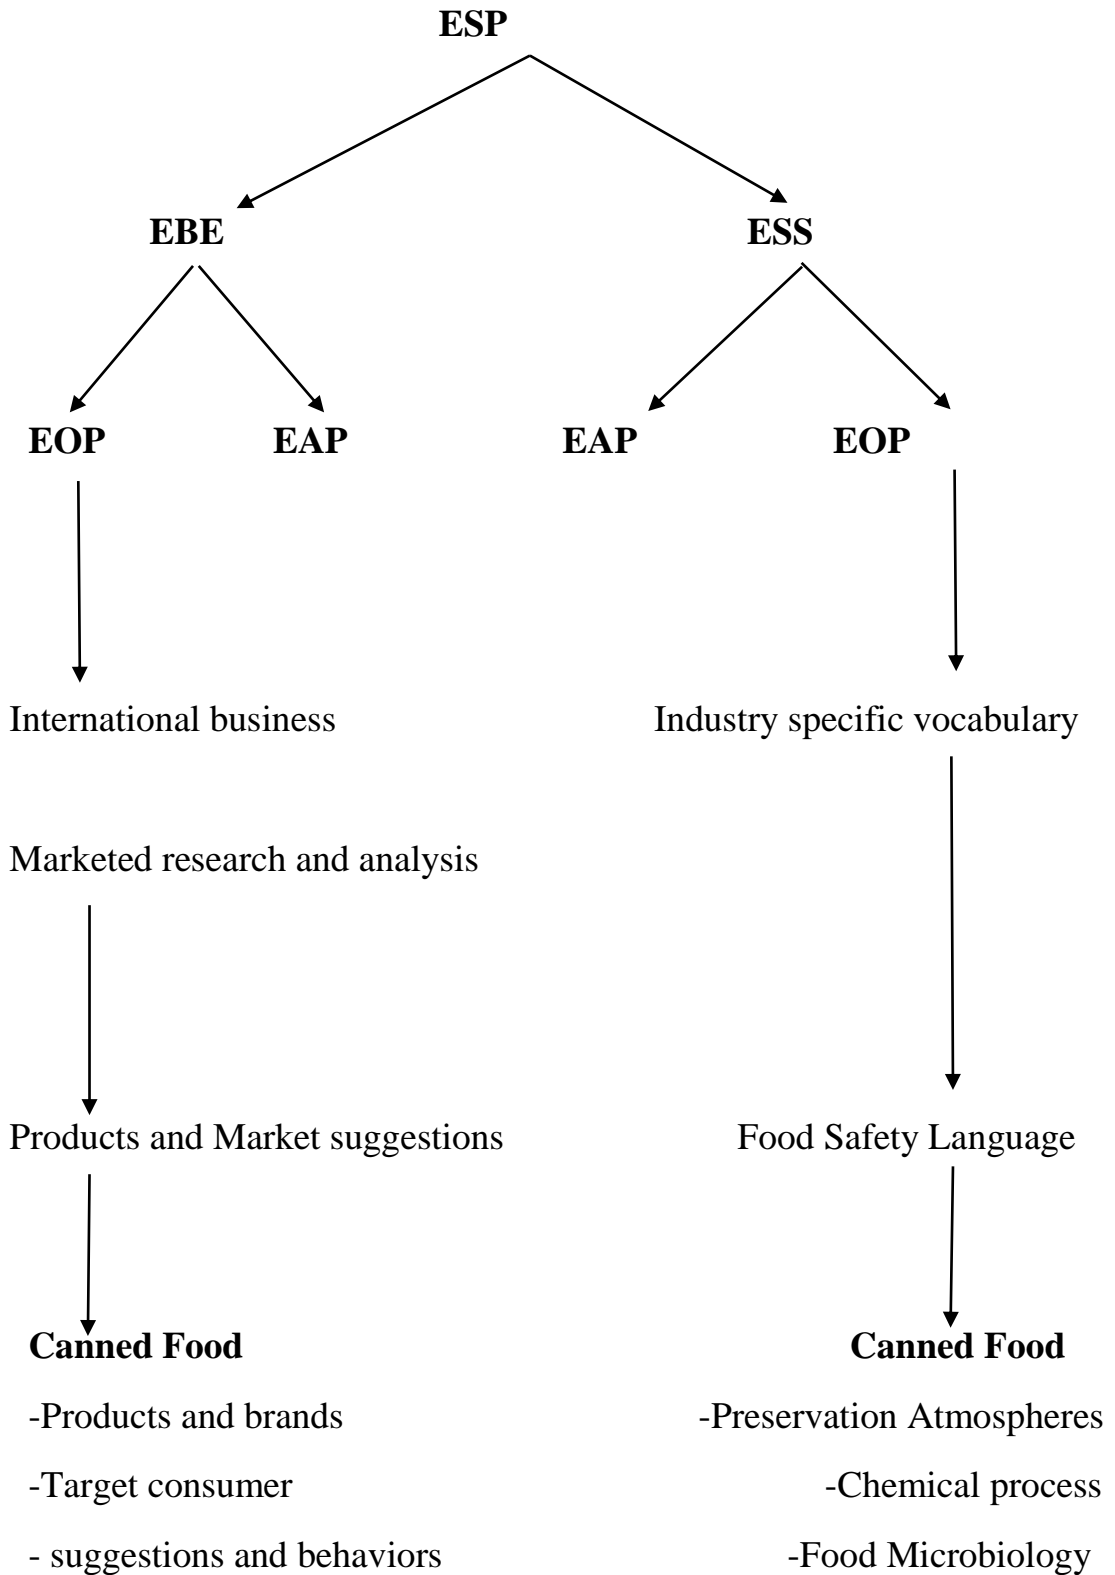 ESP
EBE ESS
EOP EAP EAP EOP
International business Industry specific vocabulary
Marketed research and analysis
Products and Market suggestions Food Safety Language
Canned Food Canned Food
-Products and brands -Preservation Atmospheres
-Target consumer -Chemical process
- suggestions and behaviors -Food Microbiology